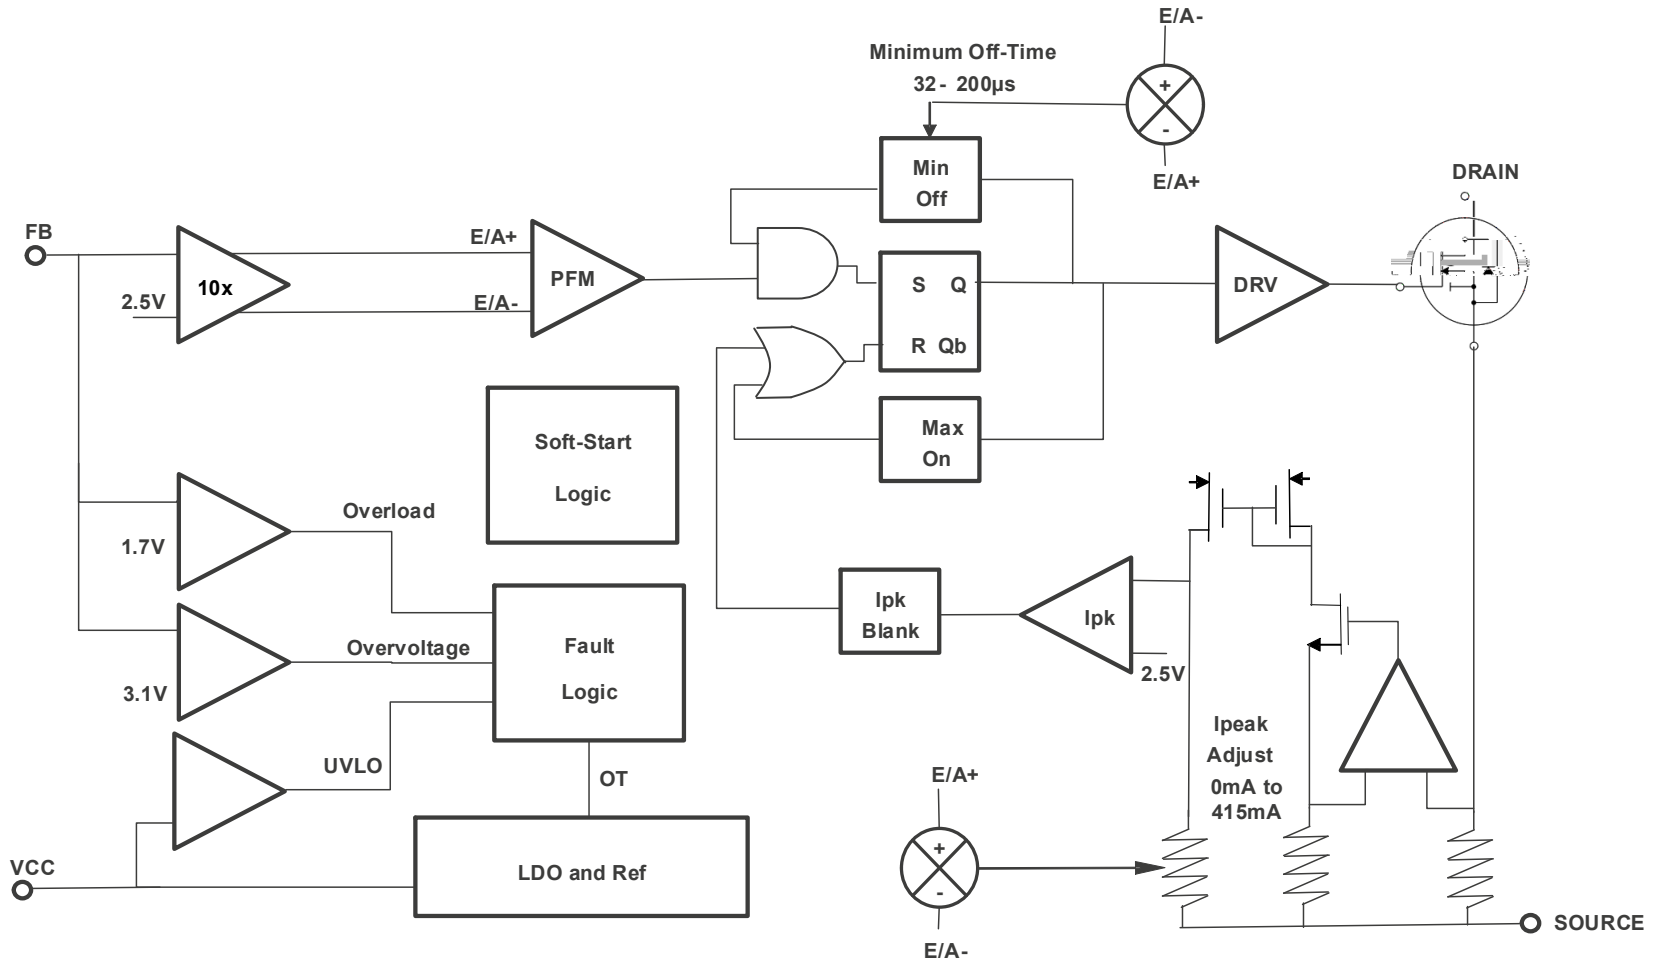 E/A-
Minimum Off-Time
32 - 200µs
+
-
E/A+
Min
Off
DRAIN
FB
E/A+
10x
2.5V
E/A-
PFM
S Q
R Qb
DRV
Max
On
Soft-Start
Logic
Overload
1.7V
Ipk
Blank
Ipk
2.5V
Fault
Logic
Overvoltage
3.1V
UVLO
OT
Ipeak
Adjust
0mA to
415mA
E/A+
+
-
E/A-
VCC
LDO and Ref
SOURCE